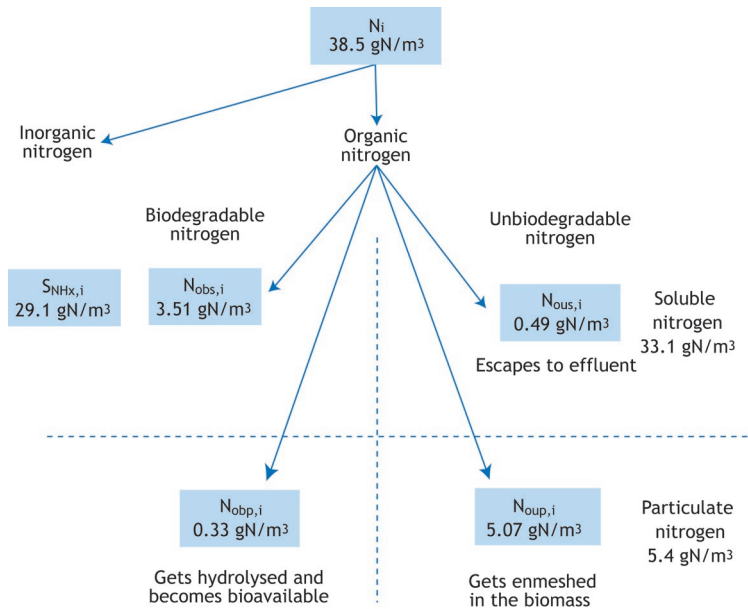 Ni
38.5 gN/m³
Inorganic
nitrogen
Organic
nitrogen
Biodegradable
nitrogen
Unbiodegradable
nitrogen
SNHx,i
29.1 gN/m³
Nobs,i
3.51 gN/m³
Nous,i
0.49 gN/m³
Escapes to effluent
Soluble
nitrogen
33.1 gN/m³
Nobp,i
0.33 gN/m³
Gets hydrolysed and
becomes bioavailable
Noup,i
5.07 gN/m³
Gets enmeshed
in the biomass
Particulate
nitrogen
5.4 gN/m³